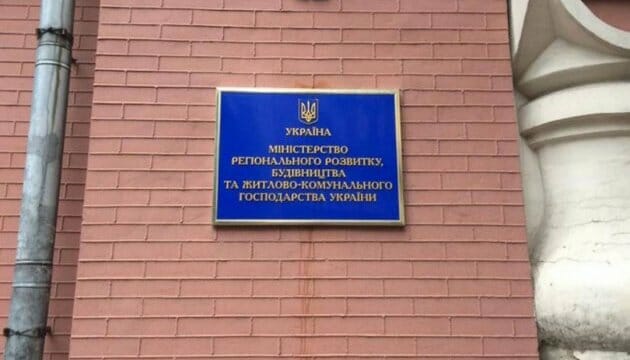 УКРАЇНА
МІНІСТЕРСТВО
РЕГІОНАЛЬНОГО РОЗВИТКУ,
БУДІВНИЦТВА
ТА ЖИТЛОВО-КОМУНАЛЬНОГО
ГОСПОДАРСТВА УКРАЇНИ